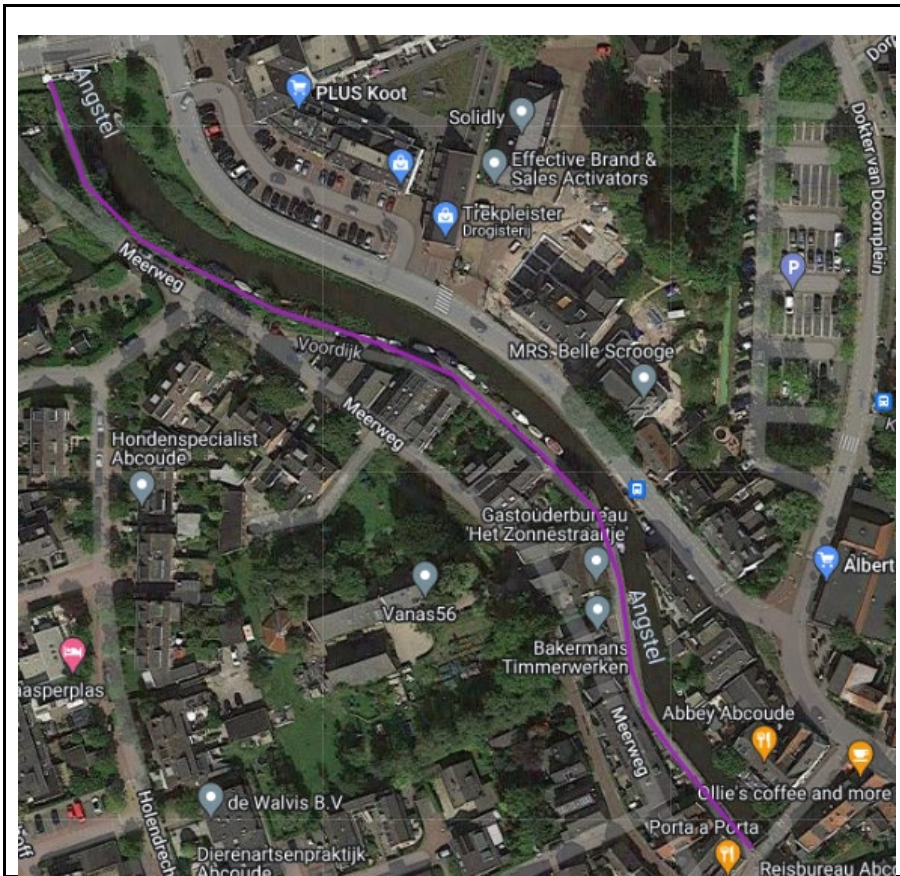 Angstel
PLUS Koot
Solidly
Effective Brand &
Sales Activators
Trekpleister
Drogisterij
Dokter van Doornplein
P
Meerweg
Voordijk
MRS. Belle Scrooge
Meerweg
Hondenspecialist
Abcoude
Gastouderbureau
'Het Zonnestraaltje'
Albert
Vanas56
Angstel
Bakermans
Timmerwerken
asperplas
Abbey Abcoude
Meerweg
Ollie's coffee and more
de Walvis B.V
Porta a Porta
Holendrech
Dierenartsenpraktijk
Abcoude
Reisbureau Abco